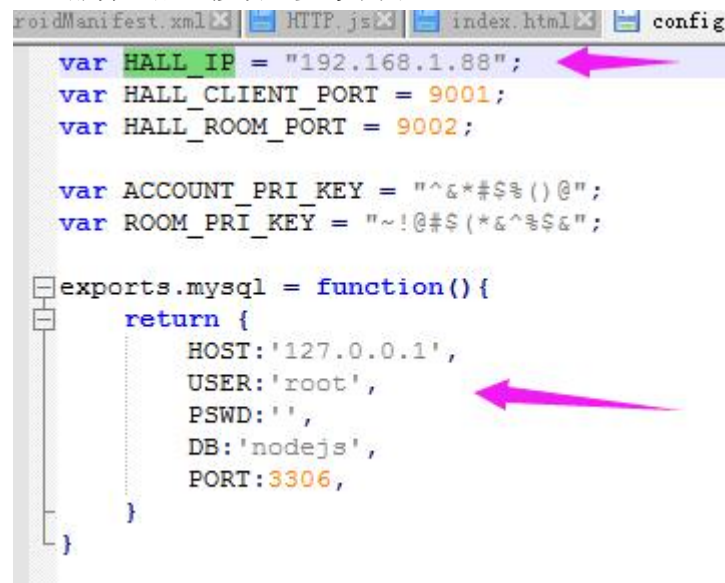 roidManifest.xml HTTP.js index.html config
var HALL_IP = "192.168.1.88";
var HALL_CLIENT_PORT = 9001;
var HALL_ROOM_PORT = 9002;
var ACCOUNT_PRI_KEY = "^&*#$%()@";
var ROOM_PRI_KEY = "~!@#$(*&^%$&";
exports.mysql = function(){
return {
HOST:'127.0.0.1',
USER:'root',
PSWD:'',
DB:'nodejs',
PORT:3306,
}
}